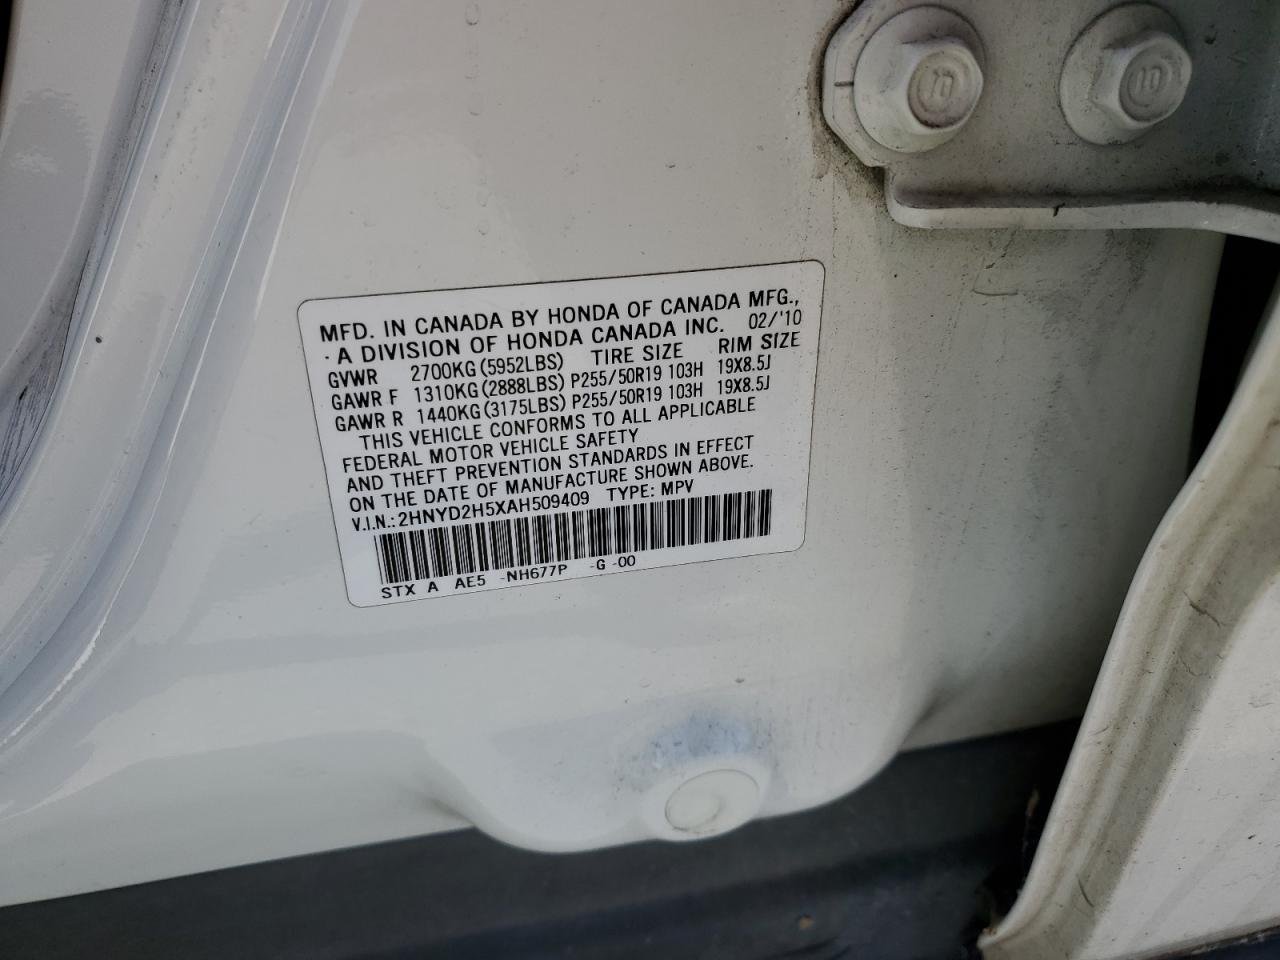 MFD. IN CANADA BY HONDA OF CANADA MFG.,
· A DIVISION OF HONDA CANADA INC. 02/'10
GVWR 2700KG (5952LBS) TIRE SIZE RIM SIZE
GAWR F 1310KG (2888LBS) P255/50R19 103H 19X8.5J
GAWR R 1440KG (3175LBS) P255/50R19 103H 19X8.5J
THIS VEHICLE CONFORMS TO ALL APPLICABLE
FEDERAL MOTOR VEHICLE SAFETY
AND THEFT PREVENTION STANDARDS IN EFFECT
ON THE DATE OF MANUFACTURE SHOWN ABOVE.
V.I.N.: 2HNYD2H5XAH509409 TYPE: MPV
STX A AE5 -NH677P -G -00
10
10